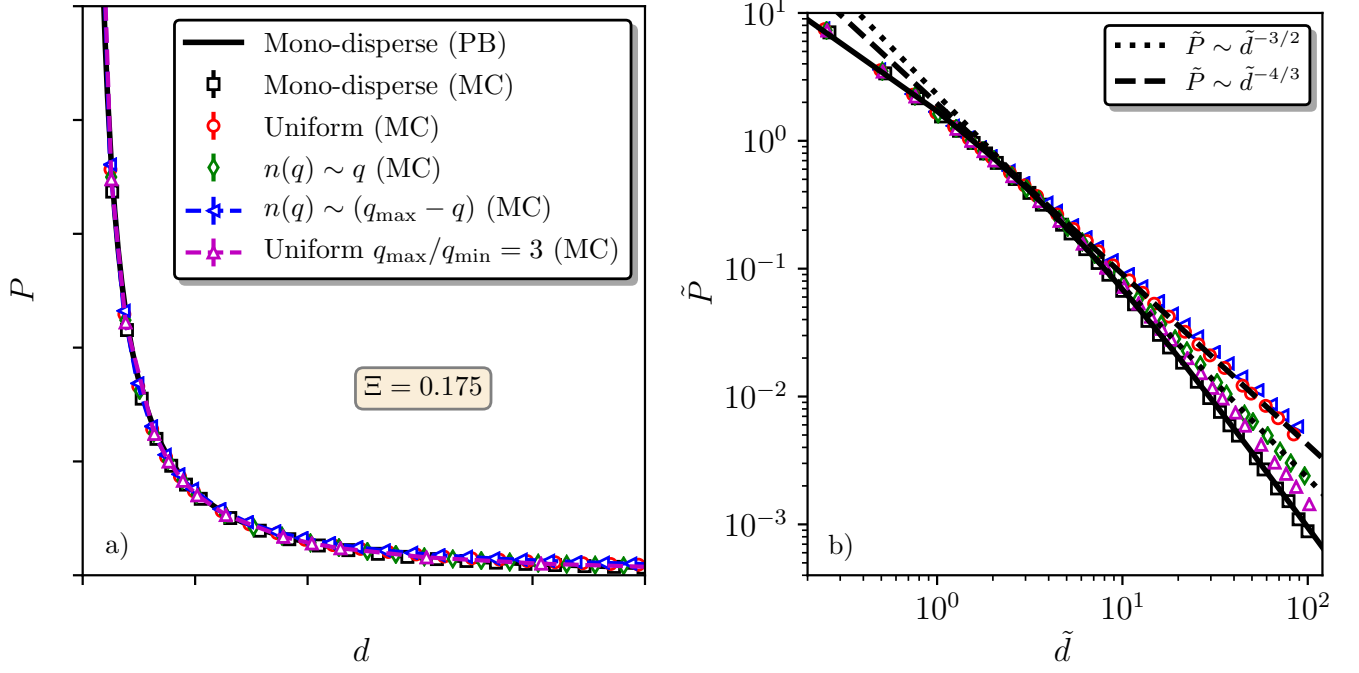 Mono-disperse (PB)
Mono-disperse (MC)
Uniform (MC)
n(q) ∼ q (MC)
n(q) ∼ (q_max − q) (MC)
Uniform q_max/q_min = 3 (MC)
P
Ξ = 0.175
a)
d
P̃ ∼ d̃^{−3/2}
P̃ ∼ d̃^{−4/3}
10^1
10^0
10^{−1}
10^{−2}
10^{−3}
P̃
b)
10^0 10^1 10^2
d̃